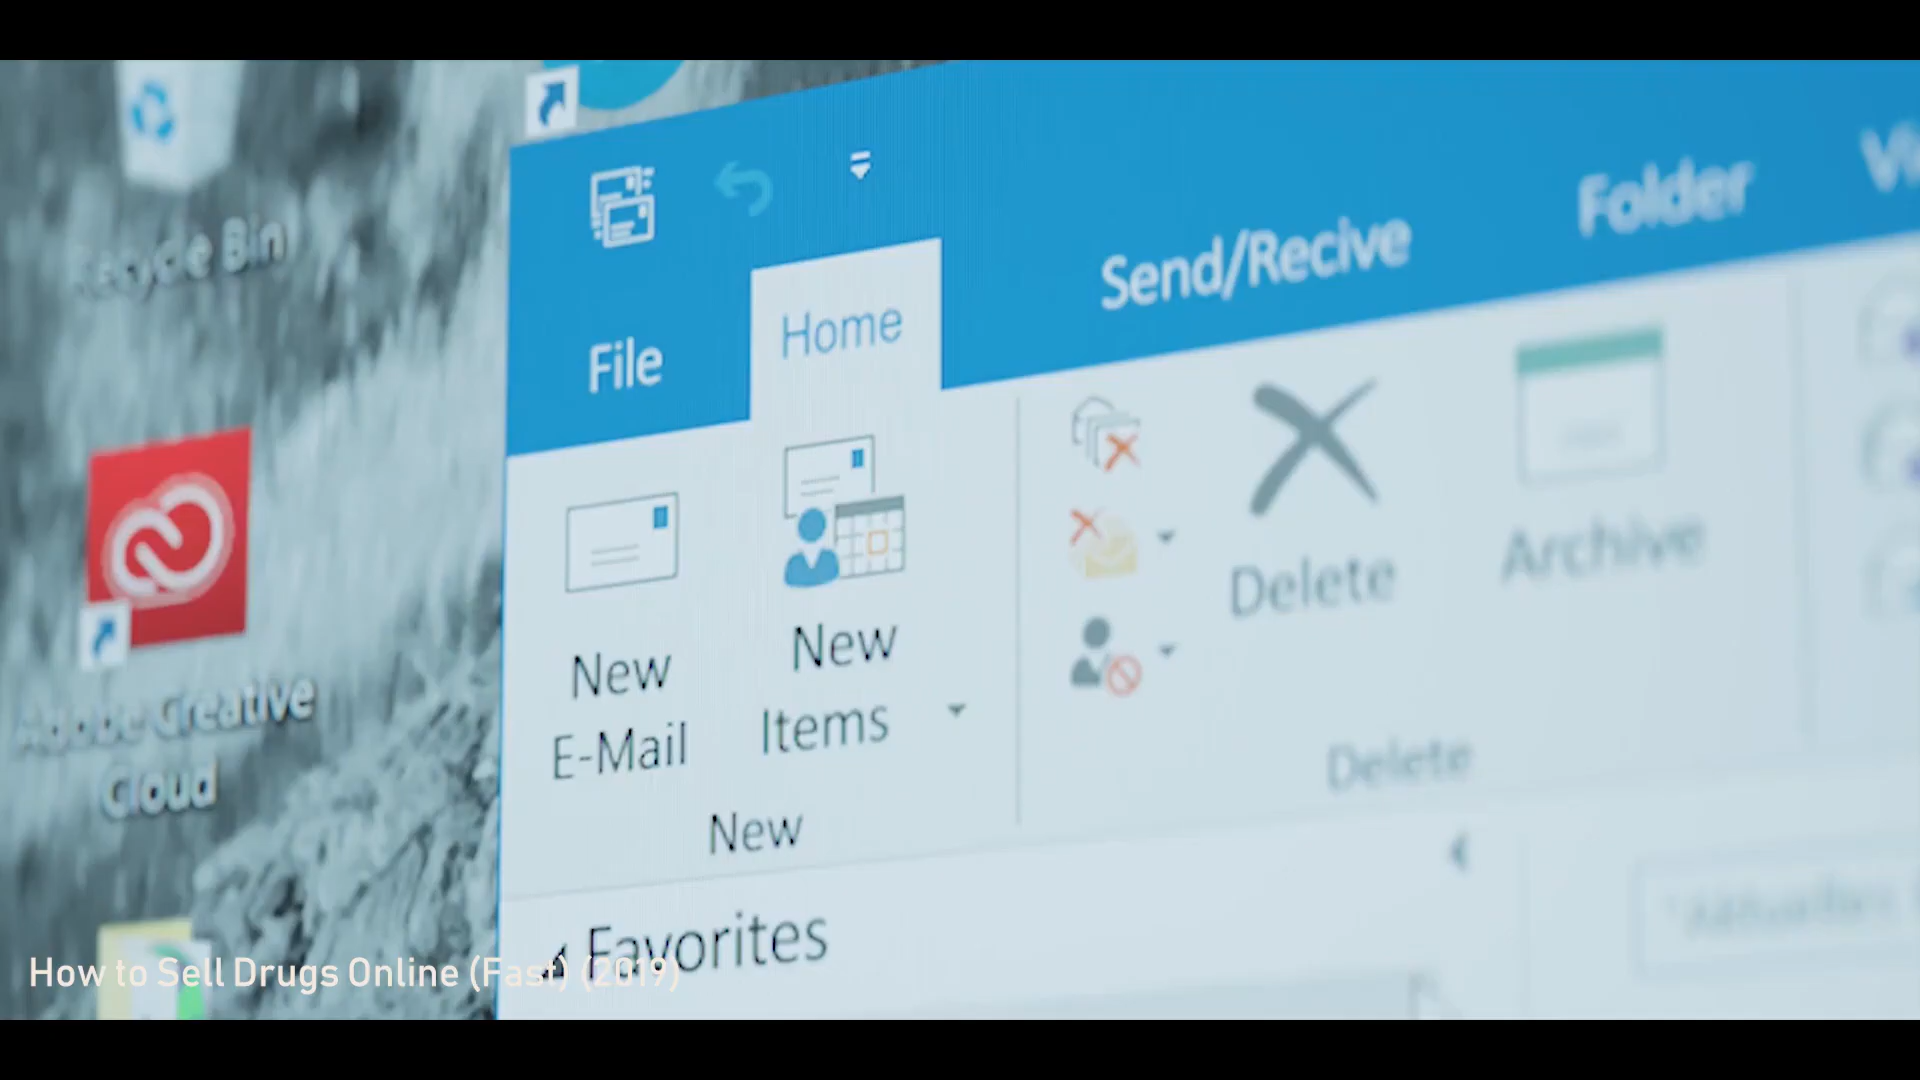 Recycle Bin
Folder
Send/Recive
Home
File
Adobe Creative
Cloud
New
E-Mail
New
Items
New
Delete
Archive
Delete
Favorites
How to Sell Drugs Online (Fast) (2019)